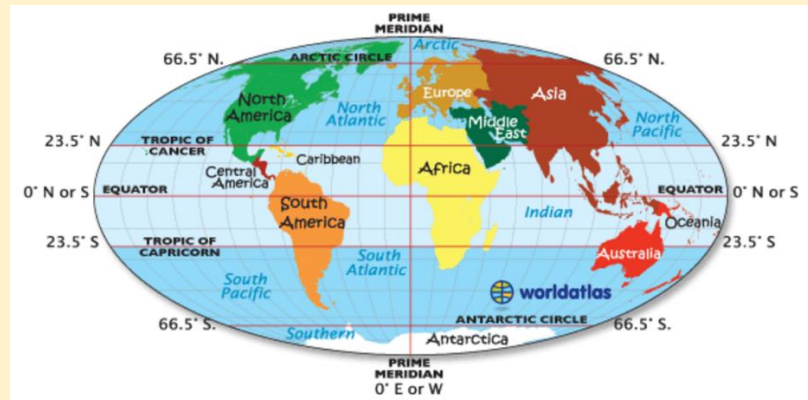 PRIME
MERIDIAN
Arctic
66.5° N.
ARCTIC CIRCLE
66.5° N.
North
America
North
Atlantic
Europe
Asia
Middle
East
North
Pacific
23.5° N
TROPIC OF
CANCER
23.5° N
Caribbean
Central
America
Africa
0° N or S
EQUATOR
EQUATOR
0° N or S
South
America
Indian
Oceania
23.5° S
TROPIC OF
CAPRICORN
23.5° S
South
Atlantic
Australia
South
Pacific
worldatlas
66.5° S.
ANTARCTIC CIRCLE
66.5° S.
Southern
Antarctica
PRIME
MERIDIAN
0° E or W